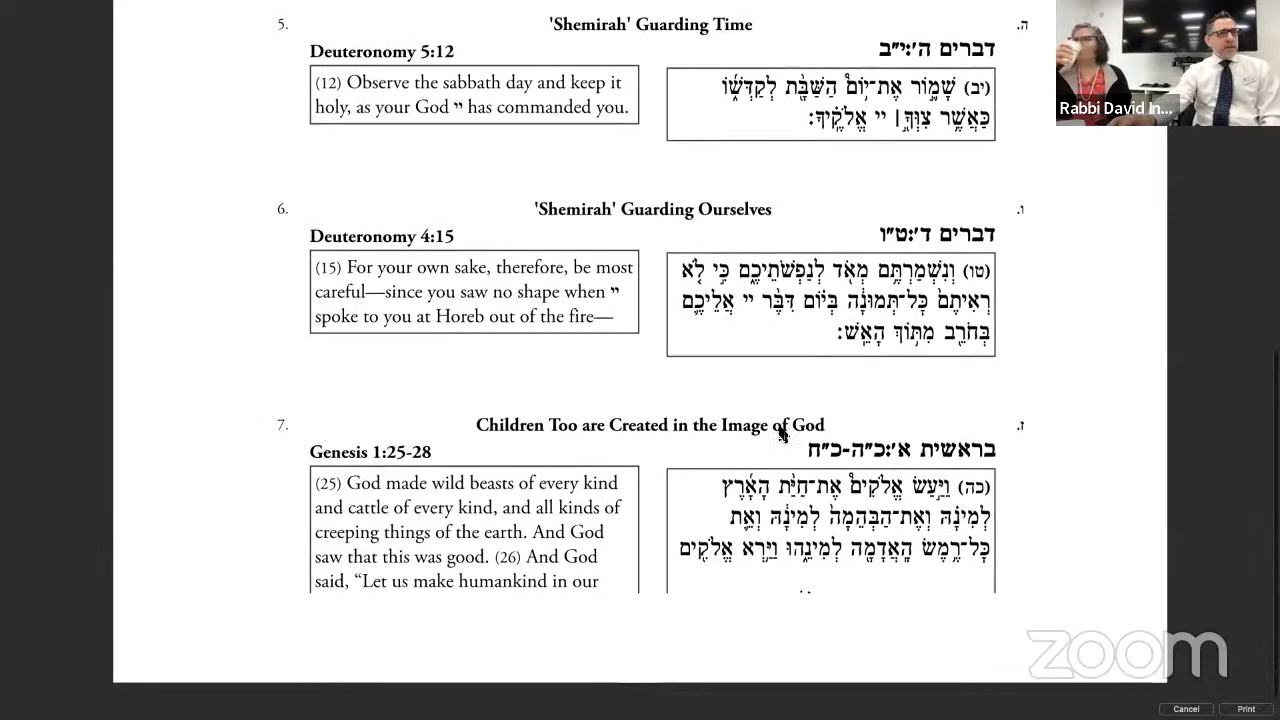 5.
'Shemirah' Guarding Time
ה.
Deuteronomy 5:12
(12) Observe the sabbath day and keep it
holy, as your God יי has commanded you.
דברים ה׳:י״ב
(יב) שָׁמ֛וֹר אֶת־י֥וֹם֩ הַשַּׁבָּ֖ת לְקַדְּשׁ֑וֹ
כַּאֲשֶׁ֥ר צִוְּךָ֖ ׀ יי אֱלֹקֶֽיךָ׃
6.
'Shemirah' Guarding Ourselves
ו.
Deuteronomy 4:15
(15) For your own sake, therefore, be most
careful—since you saw no shape when יי
spoke to you at Horeb out of the fire—
דברים ד׳:ט״ו
(טו) וְנִשְׁמַרְתֶּ֥ם מְאֹ֖ד לְנַפְשֹׁתֵיכֶ֑ם כִּ֣י לֹ֤א
רְאִיתֶם֙ כׇּל־תְּמוּנָ֔ה בְּי֗וֹם דִּבֶּ֨ר יי אֲלֵיכֶ֛ם
בְּחֹרֵ֖ב מִתּ֥וֹךְ הָאֵֽשׁ׃
7.
Children Too are Created in the Image of God
ז.
Genesis 1:25-28
(25) God made wild beasts of every kind
and cattle of every kind, and all kinds of
creeping things of the earth. And God
saw that this was good. (26) And God
said, “Let us make humankind in our
בראשית א׳:כ״ה-כ״ח
(כה) וַיַּ֣עַשׂ אֱלֹקִים֩ אֶת־חַיַּ֨ת הָאָ֜רֶץ
לְמִינָ֗הּ וְאֶת־הַבְּהֵמָה֙ לְמִינָ֔הּ וְאֵ֛ת
כׇּל־רֶ֥מֶשׂ הָֽאֲדָמָ֖ה לְמִינֵ֑הוּ וַיַּ֥רְא אֱלֹקִ֖ים
Rabbi David In...
zoom
Cancel
Print